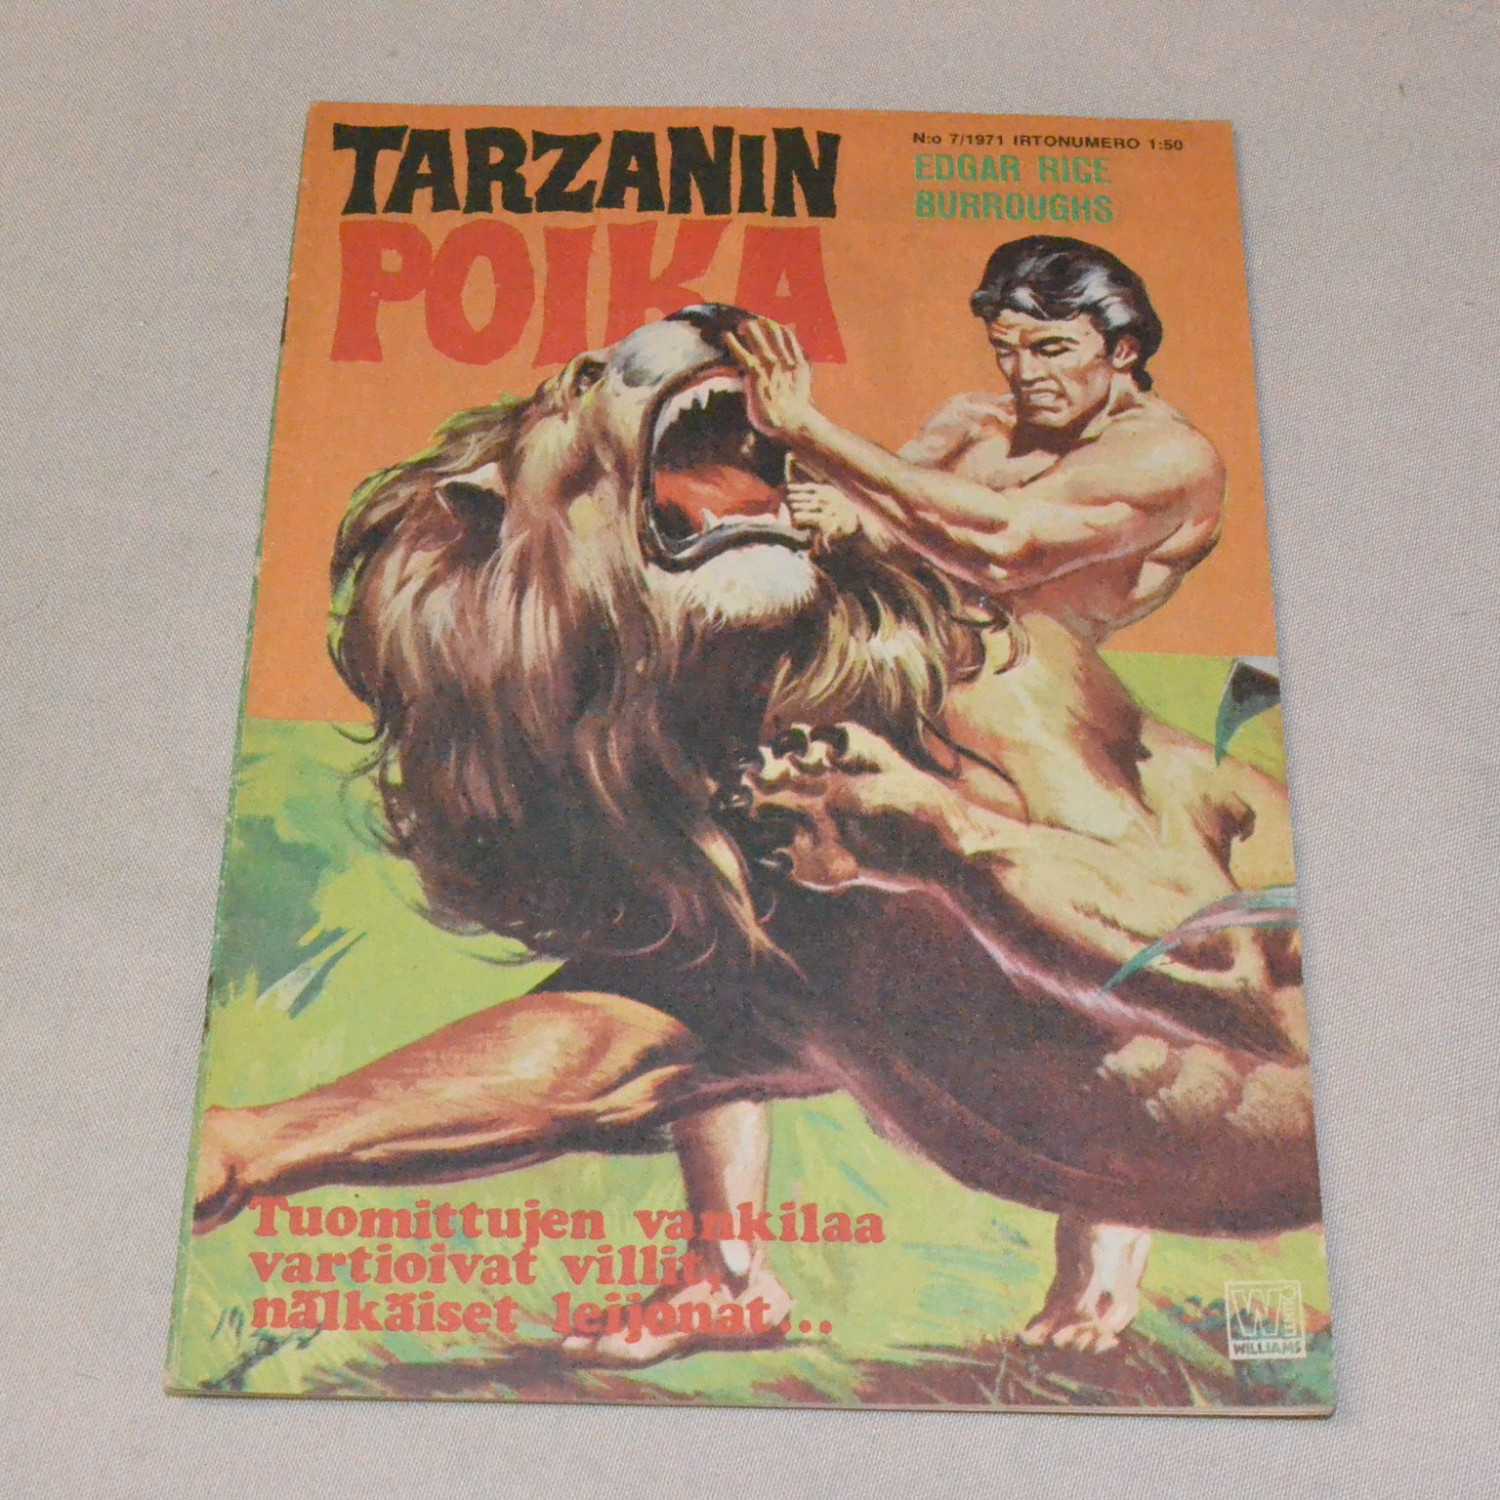 TARZANIN
POIKA
N:o 7/1971 IRTONUMERO 1:50
EDGAR RICE
BURROUGHS
Tuomittujen vankilaa
vartioivat villit,
nälkäiset leijonat...
W
WILLIAMS